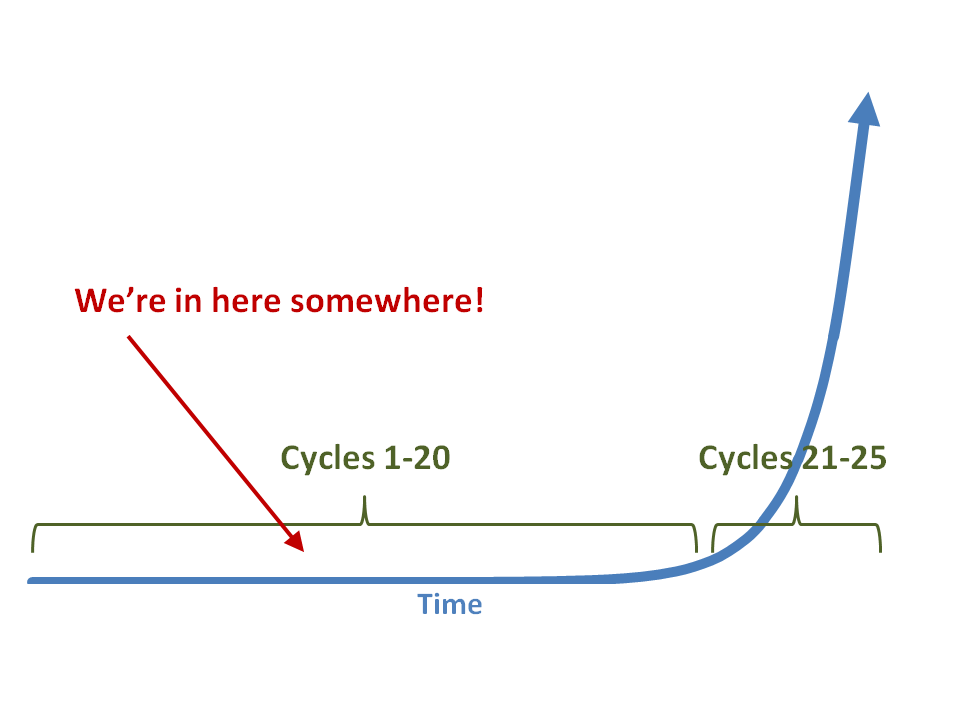 We’re in here somewhere!
Cycles 1-20
Cycles 21-25
Time